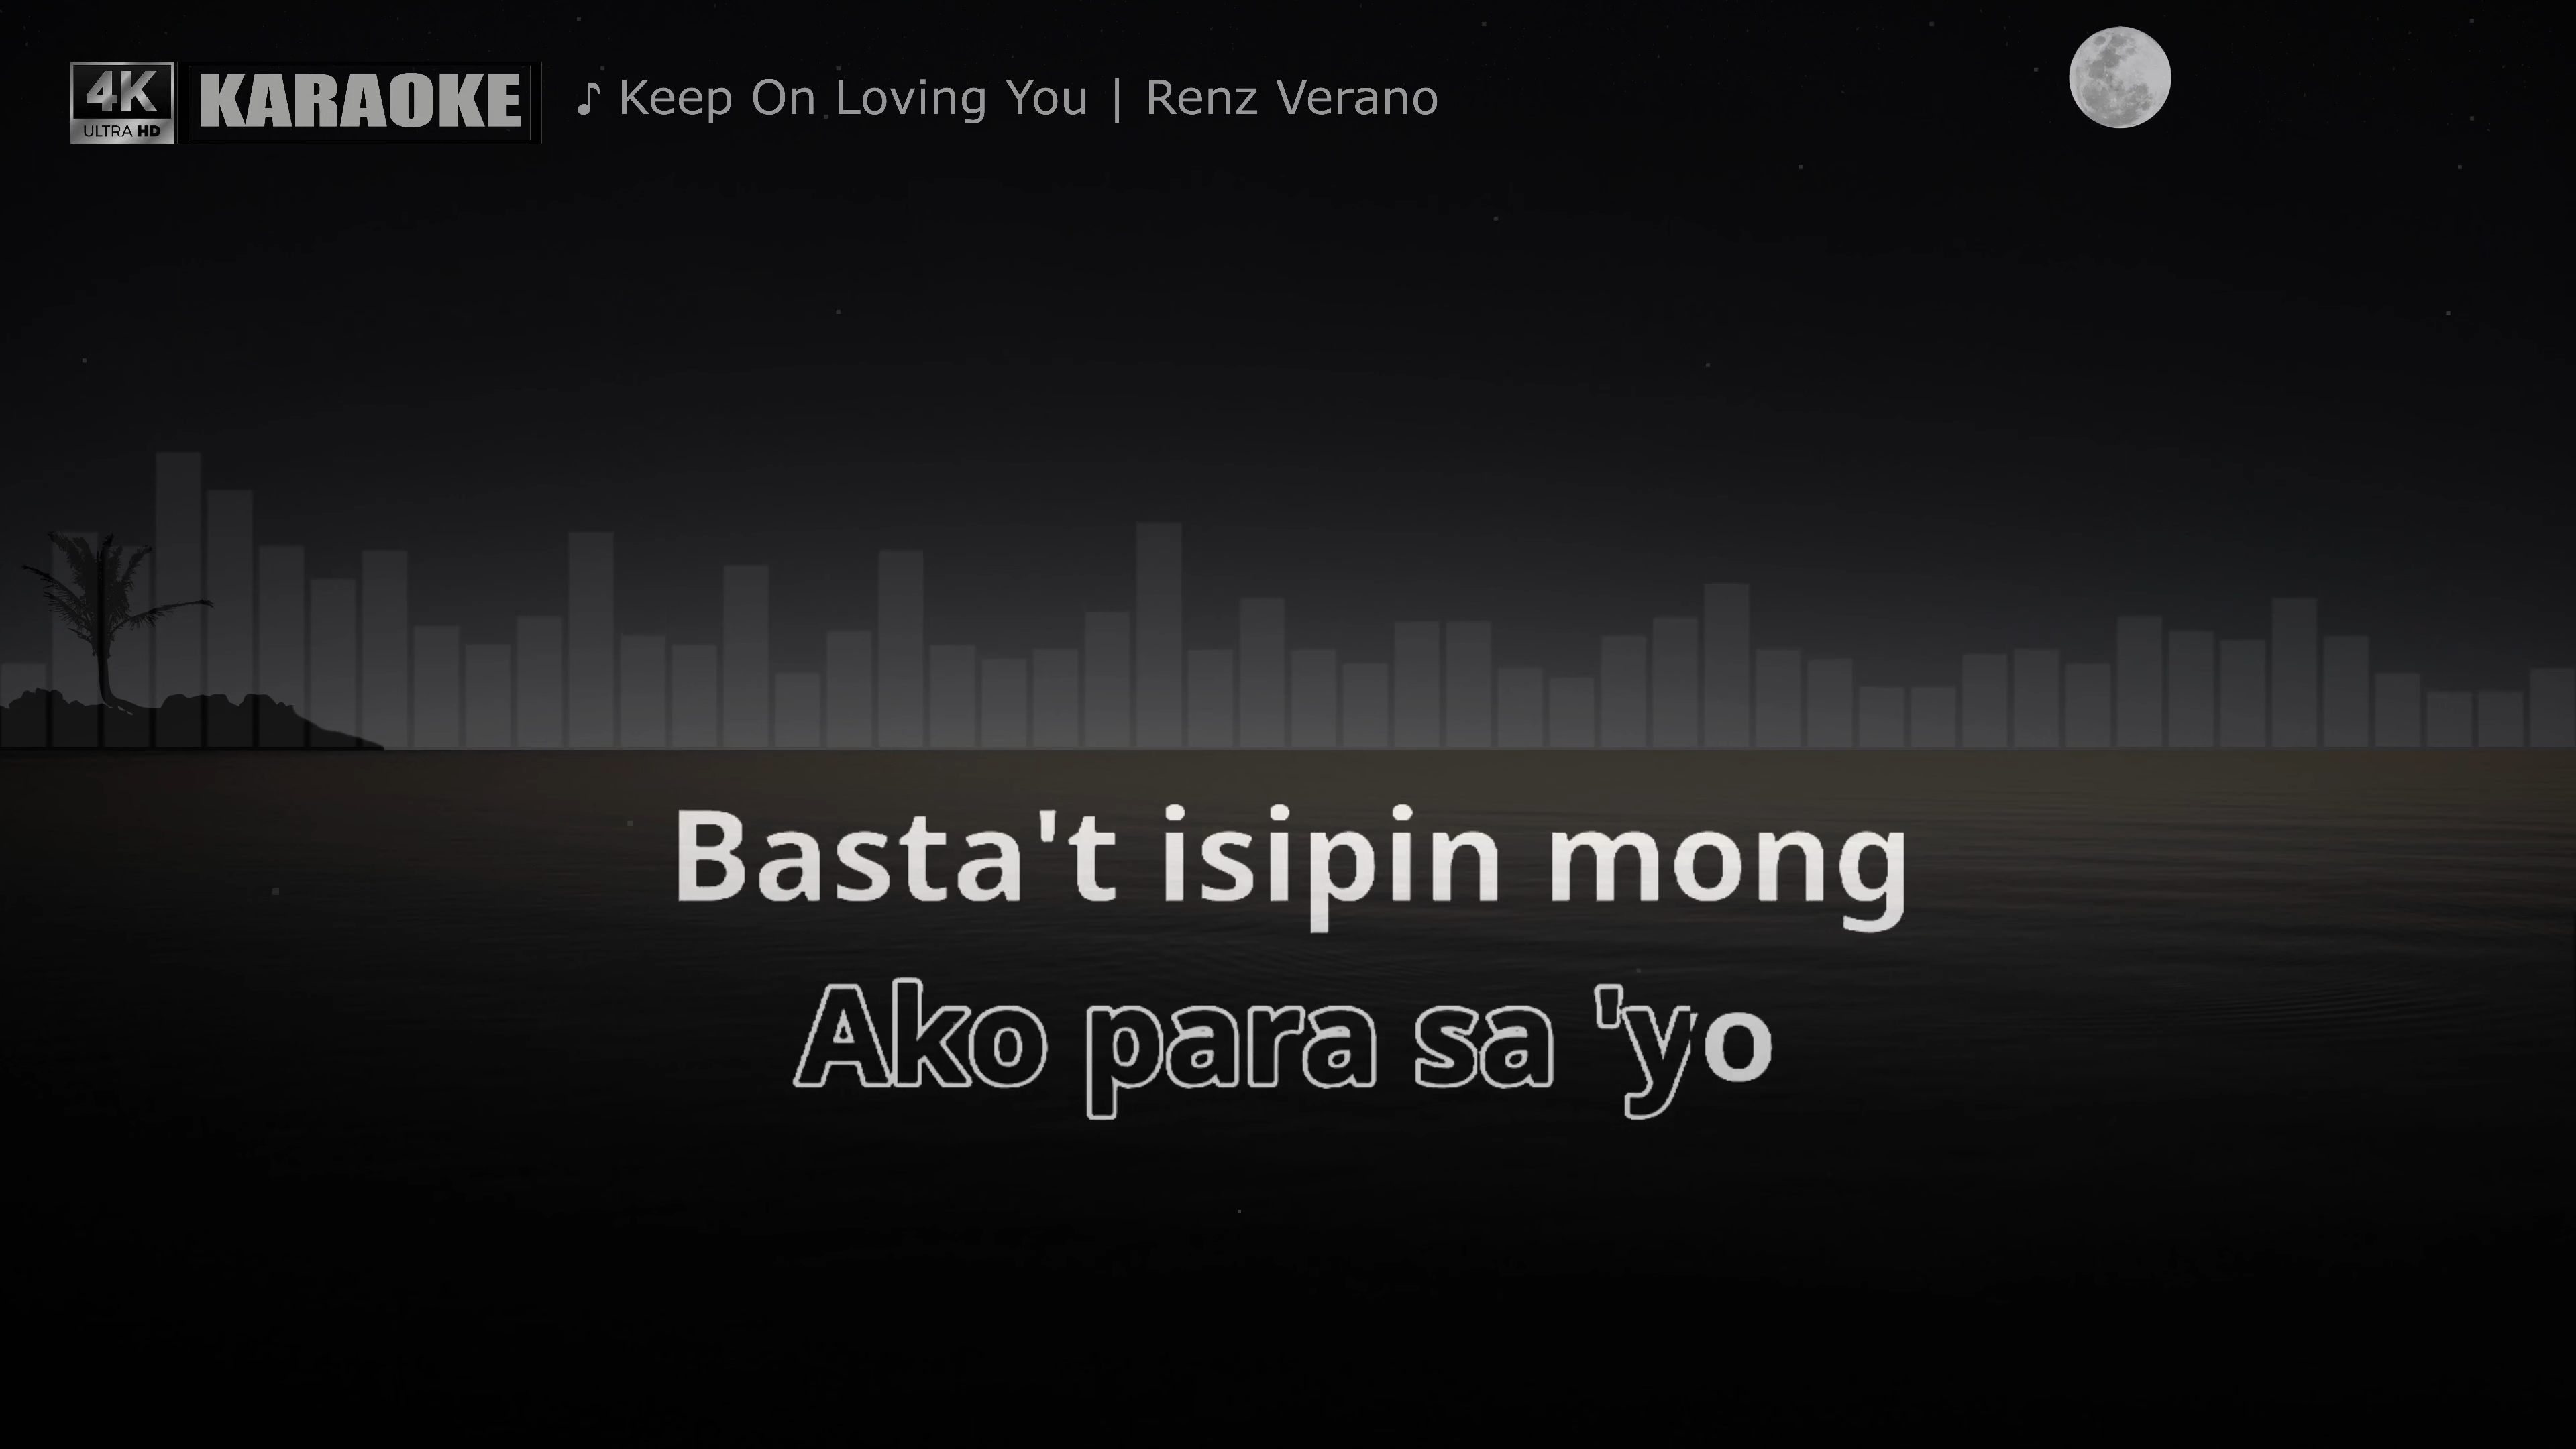 4K KARAOKE ♪ Keep On Loving You | Renz Verano
ULTRA HD
Basta't isipin mong
Ako para sa 'yo